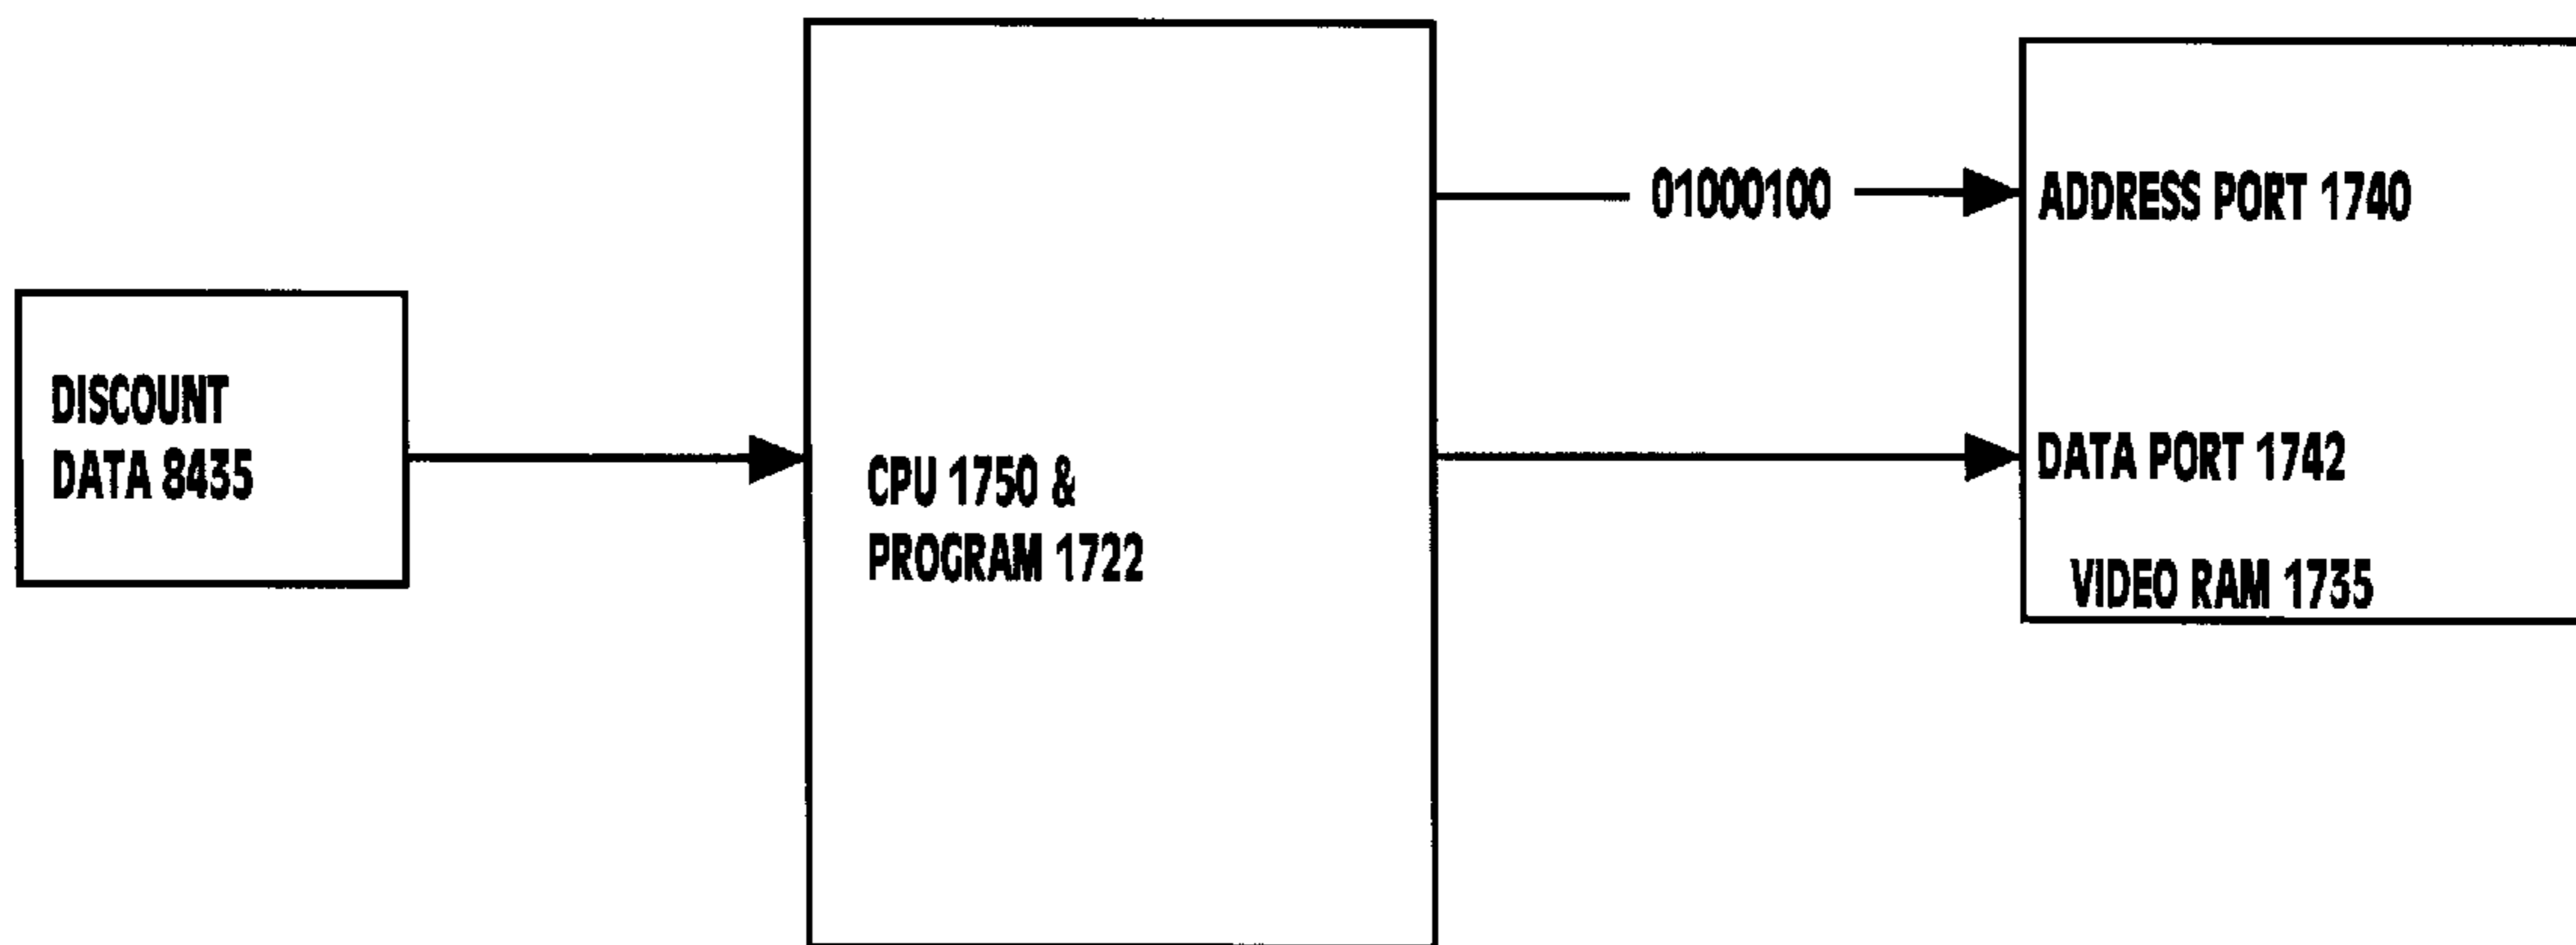 DISCOUNT
DATA 8435
CPU 1750 &
PROGRAM 1722
01000100
ADDRESS PORT 1740
DATA PORT 1742
VIDEO RAM 1735